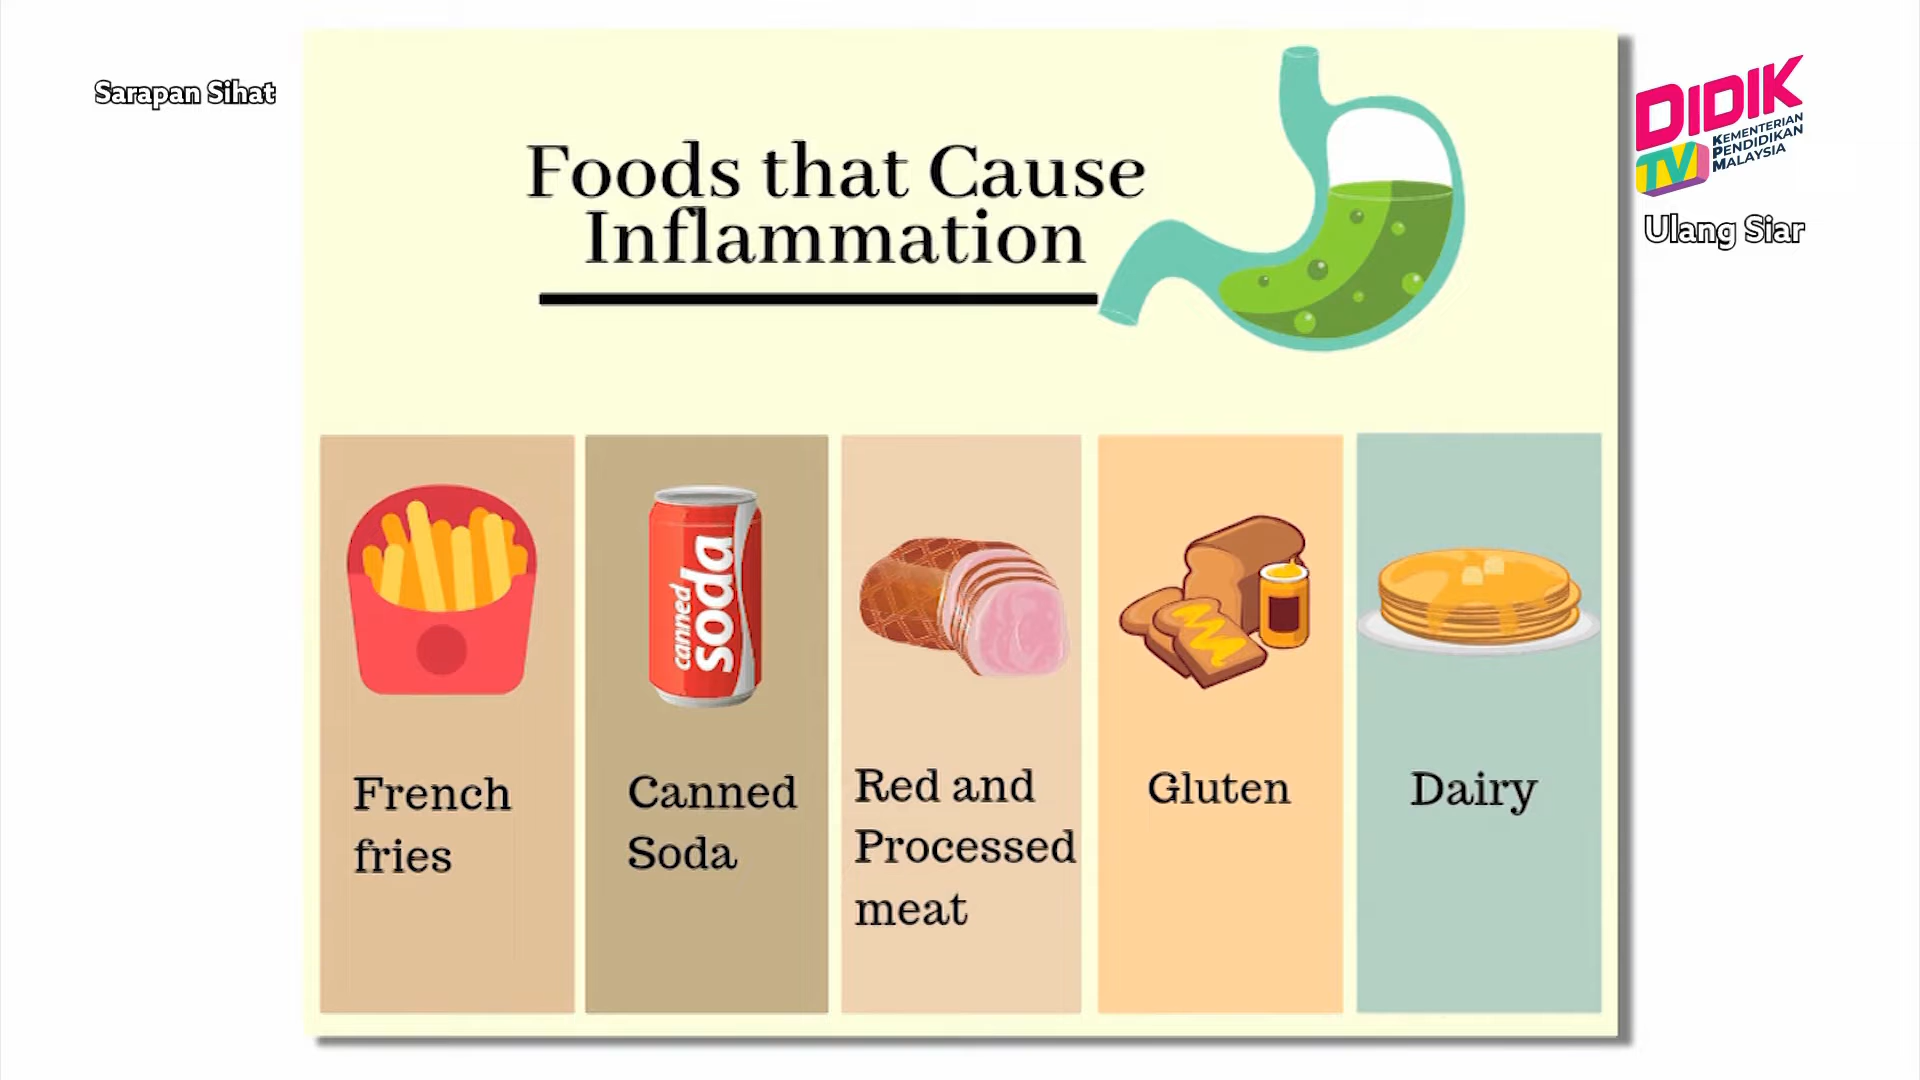 Sarapan Sihat
DIDIK
TV
KEMENTERIAN
PENDIDIKAN
MALAYSIA
Ulang Siar
Foods that Cause
Inflammation
canned
soda
French
fries
Canned
Soda
Red and
Processed
meat
Gluten
Dairy